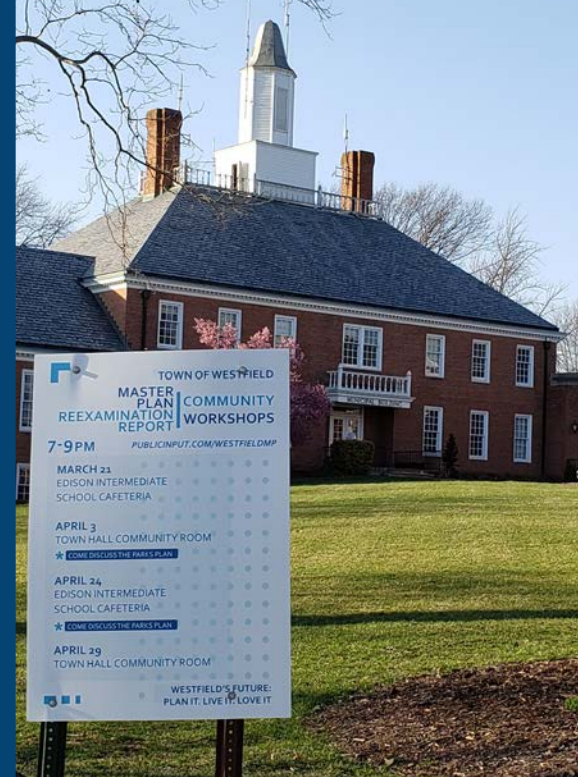 TOWN OF WESTFIELD
MASTER
PLAN
REEXAMINATION
REPORT
COMMUNITY
WORKSHOPS
7-9PM
PUBLICINPUT.COM/WESTFIELDMP
MARCH 21
EDISON INTERMEDIATE
SCHOOL CAFETERIA
APRIL 3
TOWN HALL COMMUNITY ROOM
* COME DISCUSS THE PARKS PLAN
APRIL 24
EDISON INTERMEDIATE
SCHOOL CAFETERIA
* COME DISCUSS THE PARKS PLAN
APRIL 29
TOWN HALL COMMUNITY ROOM
WESTFIELD'S FUTURE:
PLAN IT. LIVE IT. LOVE IT
MUNICIPAL BUILDING